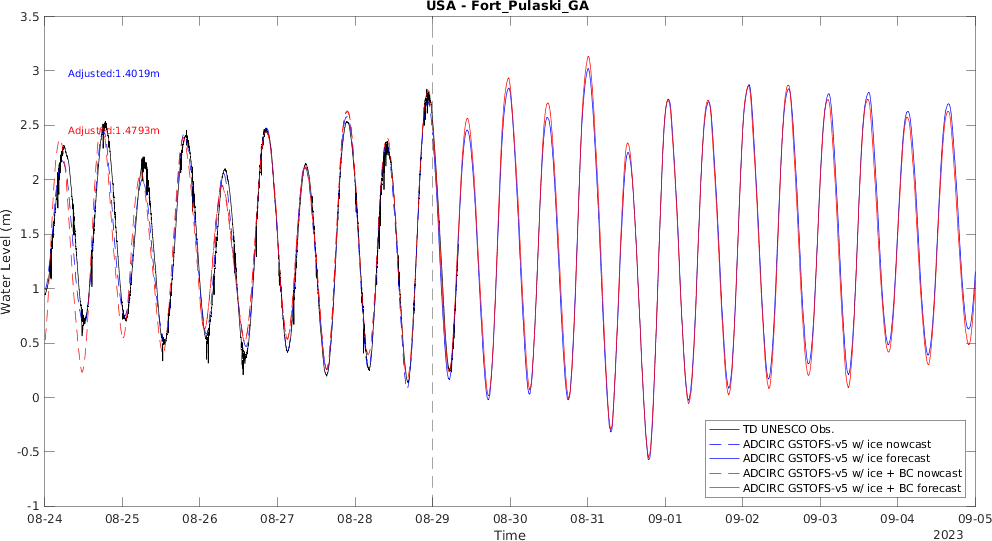 USA - Fort_Pulaski_GA
3.5
3
2.5
2
1.5
1
0.5
0
-0.5
-1
Water Level (m)
Adjusted:1.4019m
Adjusted:1.4793m
TD UNESCO Obs.
ADCIRC GSTOFS-v5 w/ ice nowcast
ADCIRC GSTOFS-v5 w/ ice forecast
ADCIRC GSTOFS-v5 w/ ice + BC nowcast
ADCIRC GSTOFS-v5 w/ ice + BC forecast
08-24 08-25 08-26 08-27 08-28 08-29 08-30 08-31 09-01 09-02 09-03 09-04 09-05
Time
2023